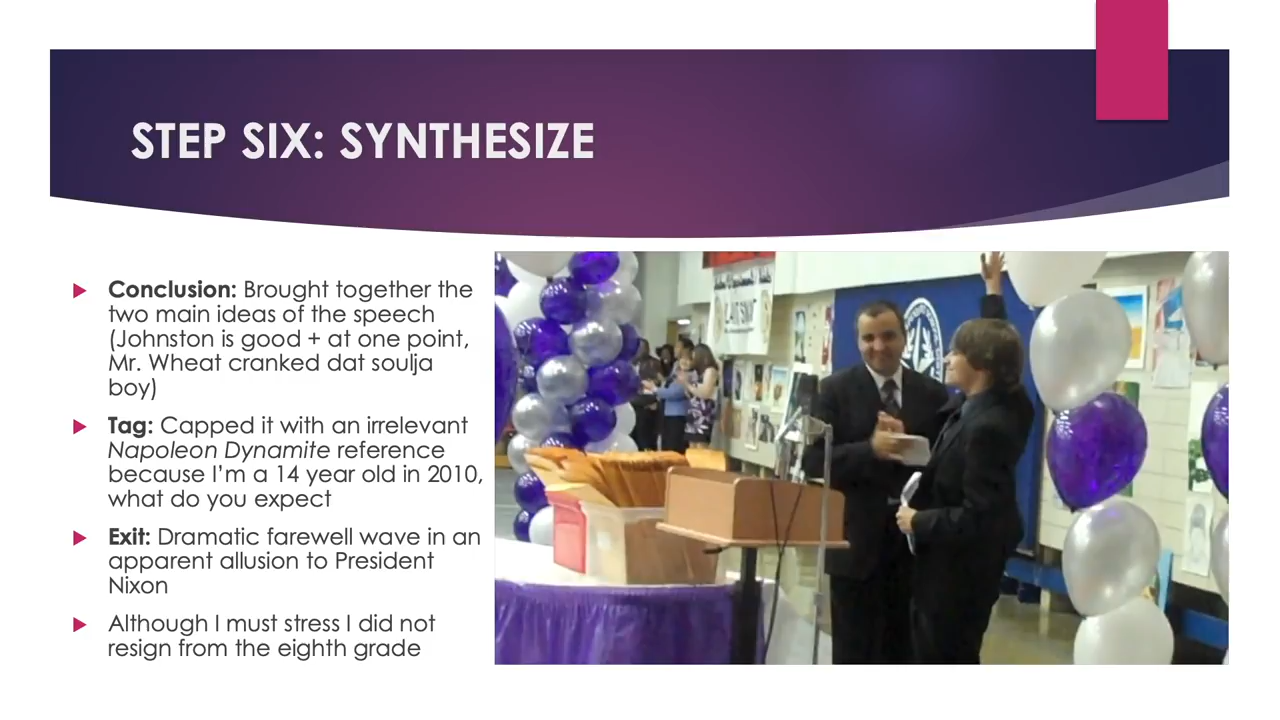 STEP SIX: SYNTHESIZE
Conclusion: Brought together the
two main ideas of the speech
(Johnston is good + at one point,
Mr. Wheat cranked dat soulja
boy)
Tag: Capped it with an irrelevant
Napoleon Dynamite reference
because I'm a 14 year old in 2010,
what do you expect
Exit: Dramatic farewell wave in an
apparent allusion to President
Nixon
Although I must stress I did not
resign from the eighth grade